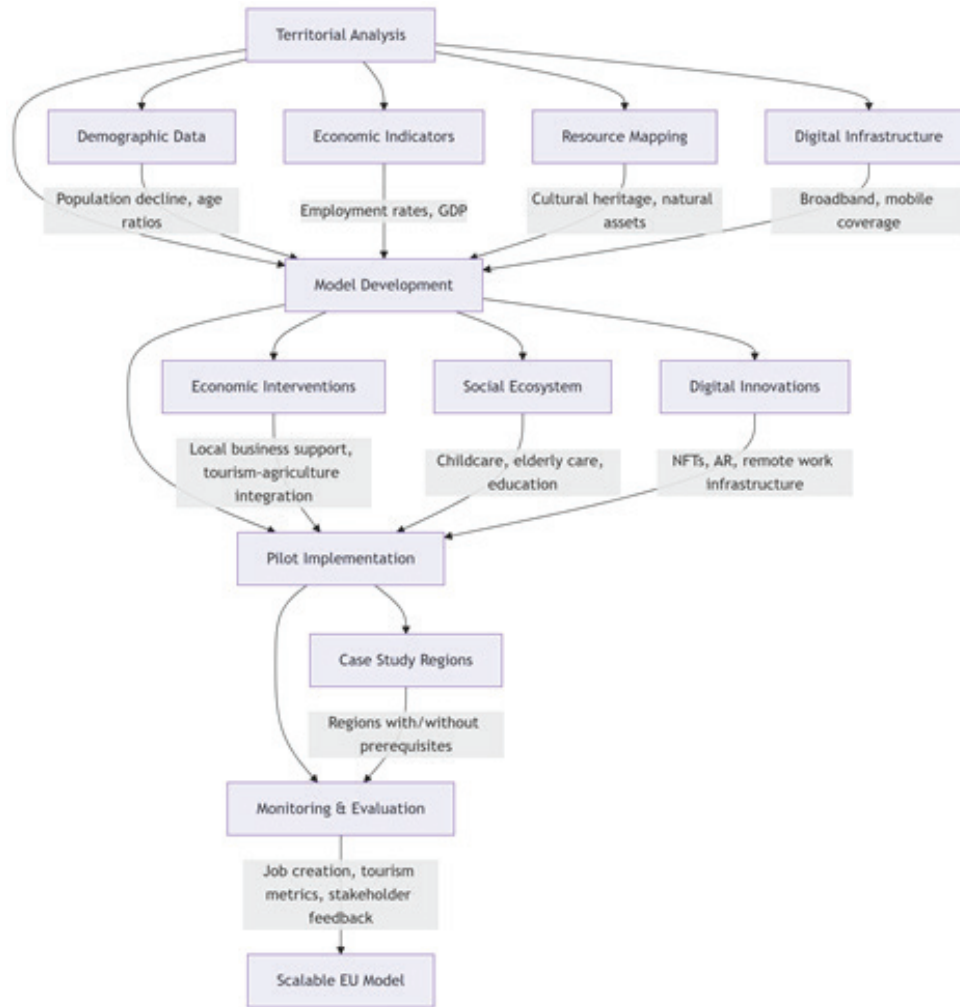 Territorial Analysis
Demographic Data
Economic Indicators
Resource Mapping
Digital Infrastructure
Population decline, age
ratios
Employment rates, GDP
Cultural heritage, natural
assets
Broadband, mobile
coverage
Model Development
Economic Interventions
Social Ecosystem
Digital Innovations
Local business support,
tourism-agriculture
integration
Childcare, elderly care,
education
NFTs, AR, remote work
infrastructure
Pilot Implementation
Case Study Regions
Regions with/without
prerequisites
Monitoring & Evaluation
Job creation, tourism
metrics, stakeholder
feedback
Scalable EU Model